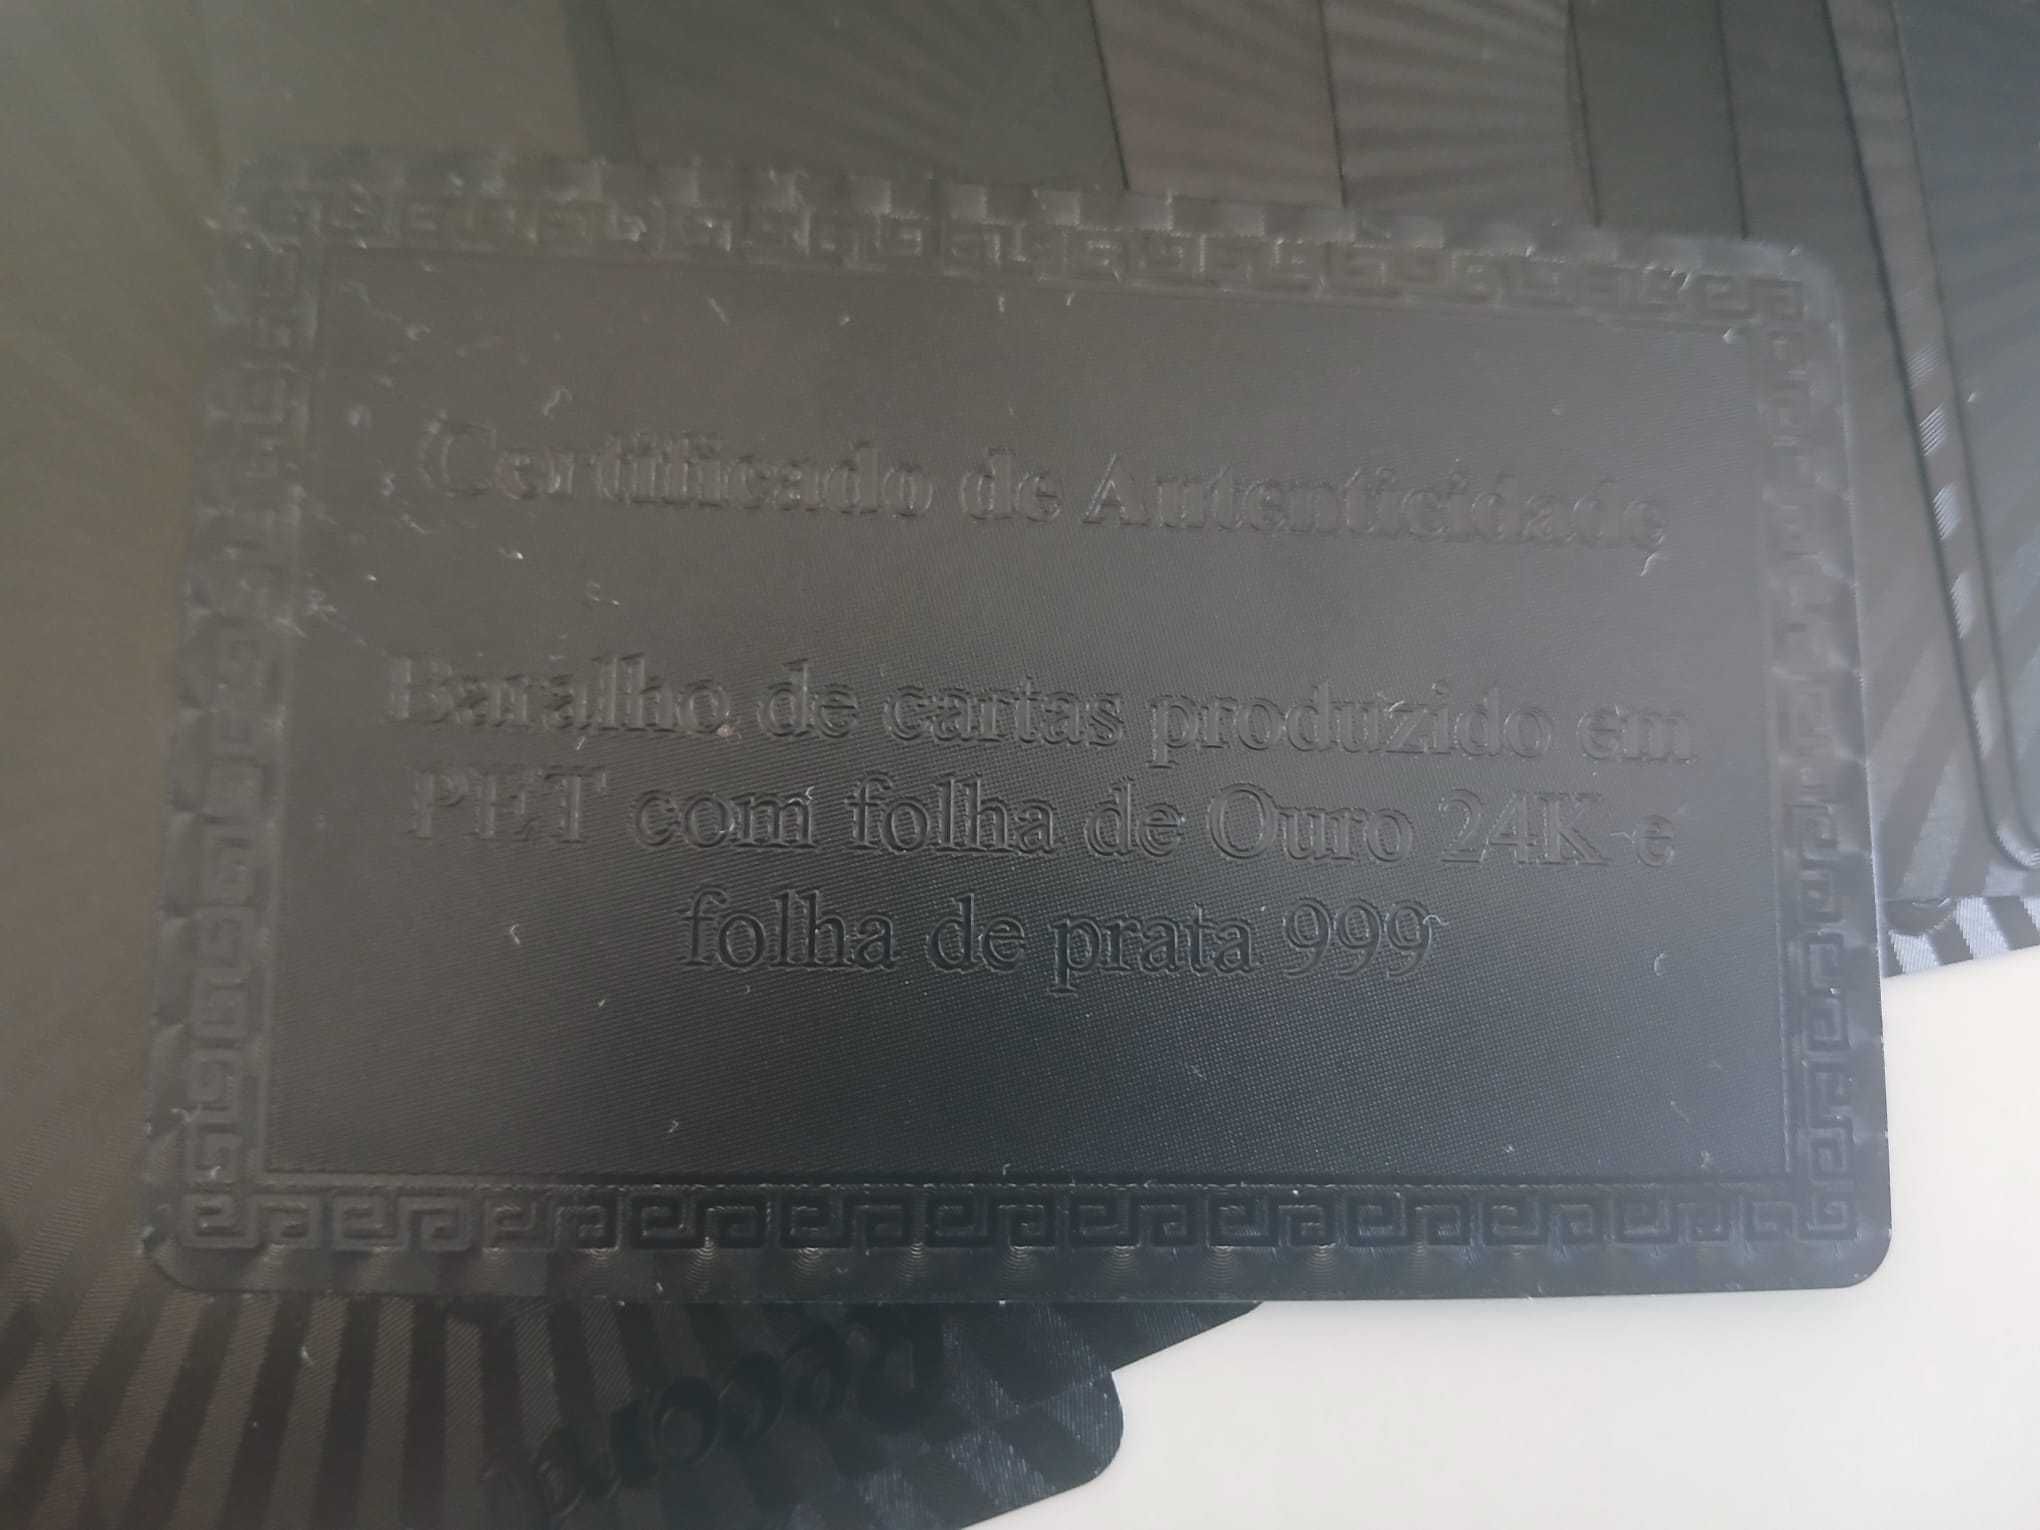 Certificado de Autenticidade
Baralho de cartas produzido em
PET com folha de Ouro 24K e
folha de prata 999